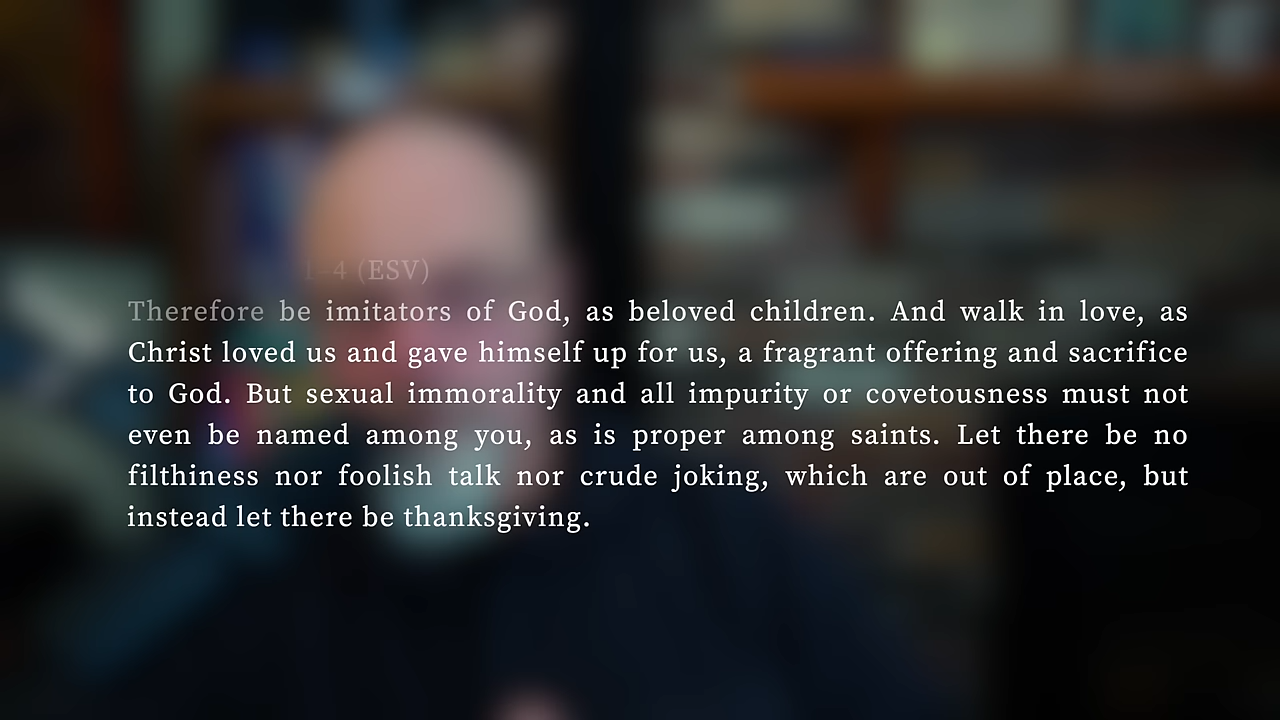 1–4 (ESV)
Therefore be imitators of God, as beloved children. And walk in love, as
Christ loved us and gave himself up for us, a fragrant offering and sacrifice
to God. But sexual immorality and all impurity or covetousness must not
even be named among you, as is proper among saints. Let there be no
filthiness nor foolish talk nor crude joking, which are out of place, but
instead let there be thanksgiving.